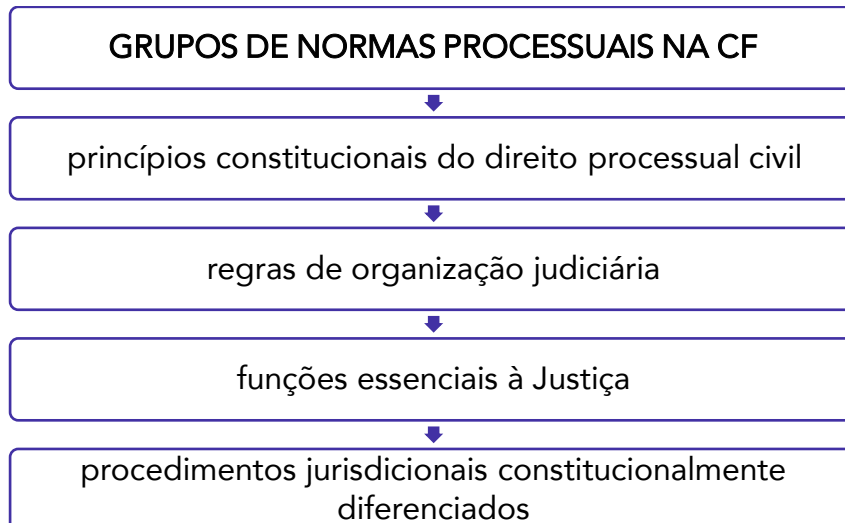 GRUPOS DE NORMAS PROCESSUAIS NA CF
princípios constitucionais do direito processual civil
regras de organização judiciária
funções essenciais à Justiça
procedimentos jurisdicionais constitucionalmente
diferenciados